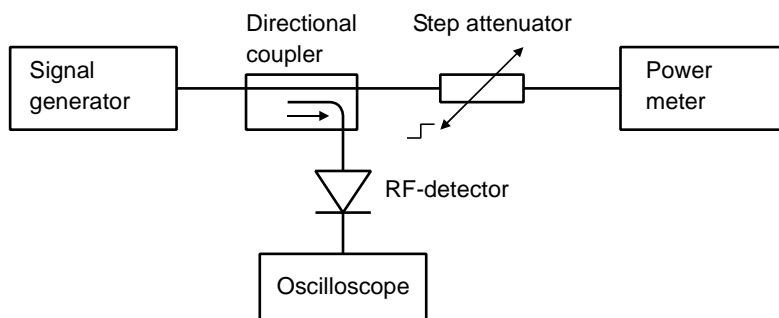 Directional
coupler
Step attenuator
Signal
generator
Power
meter
RF-detector
Oscilloscope